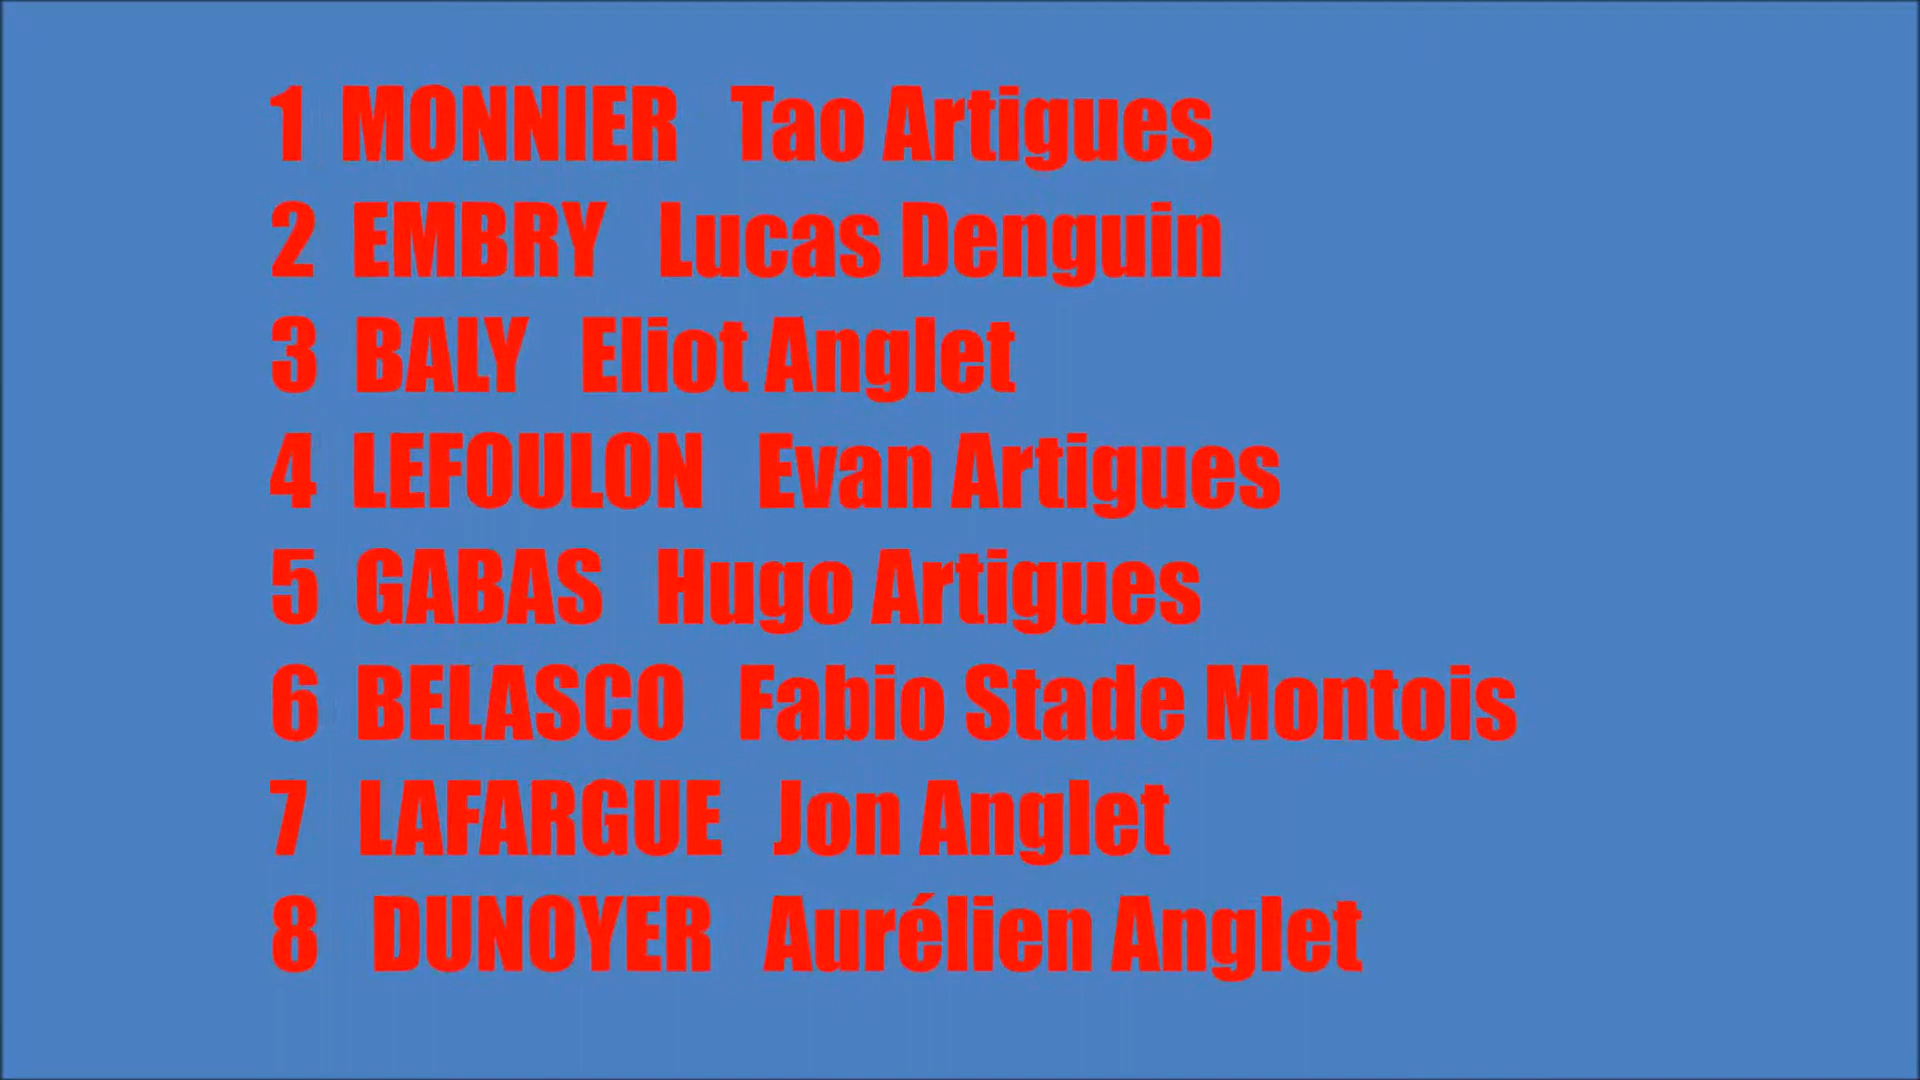 1 MONNIER Tao Artigues
2 EMBRY Lucas Denguin
3 BALY Eliot Anglet
4 LEFOULON Evan Artigues
5 GABAS Hugo Artigues
6 BELASCO Fabio Stade Montois
7 LAFARGUE Jon Anglet
8 DUNOYER Aurélien Anglet